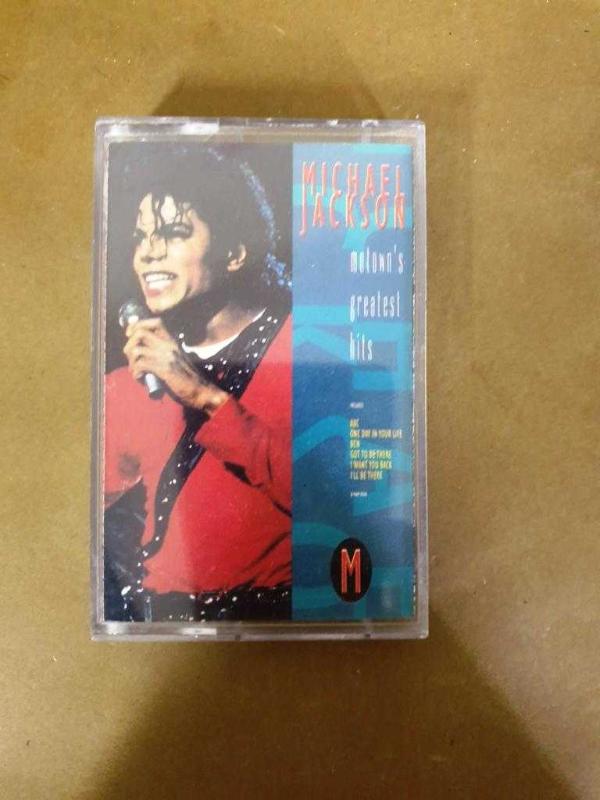 MICHAEL
JACKSON
motown's
greatest
hits
INCLUDES
ABC
ONE DAY IN YOUR LIFE
BEN
GOT TO BE THERE
I WANT YOU BACK
I'LL BE THERE
M